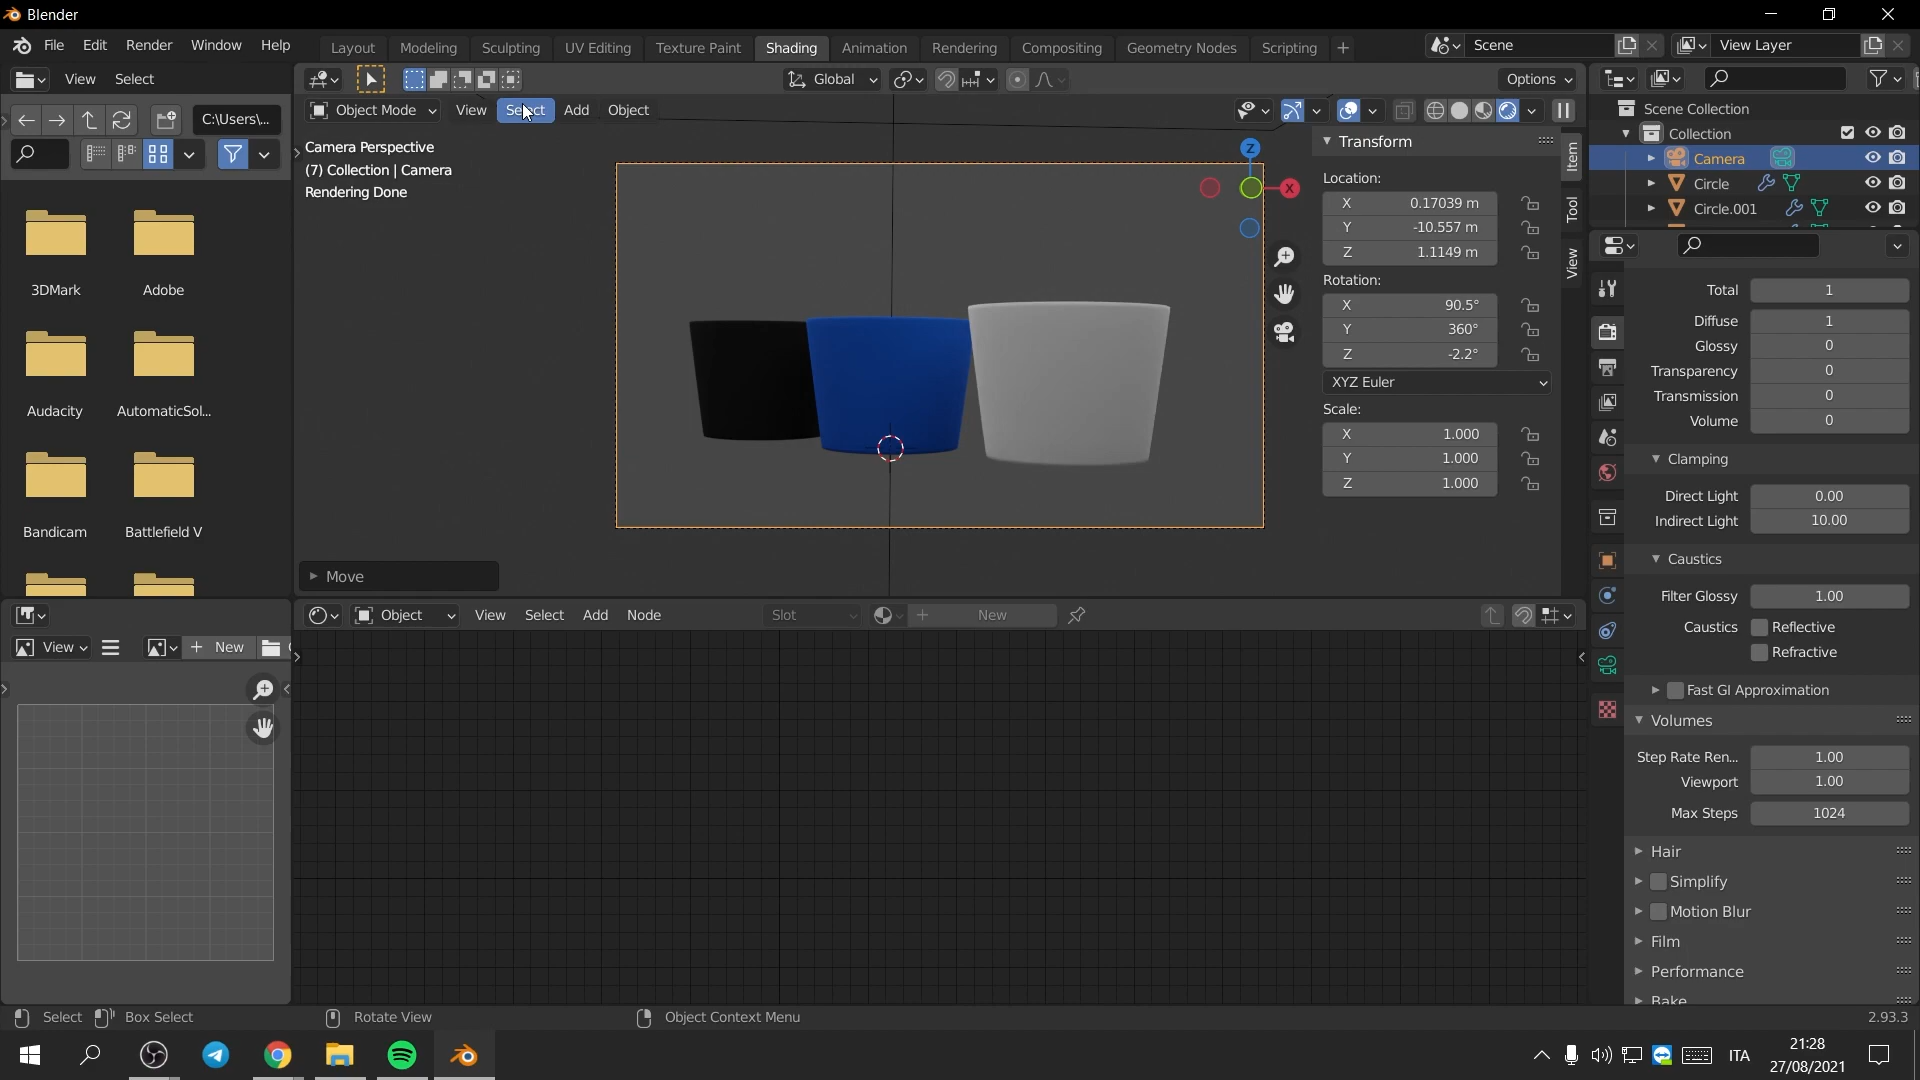 Blender
File Edit Render Window Help
Layout Modeling Sculpting UV Editing Texture Paint Shading Animation Rendering Compositing Geometry Nodes Scripting
Scene
View Layer
View Select
C:\Users\...
Global
Options
Object Mode View Select Add Object
Camera Perspective
(7) Collection | Camera
Rendering Done
Z
X
3DMark
Adobe
Audacity
AutomaticSol...
Bandicam
Battlefield V
Move
Transform
Location:
X 0.17039 m
Y -10.557 m
Z 1.1149 m
Rotation:
X 90.5°
Y 360°
Z -2.2°
XYZ Euler
Scale:
X 1.000
Y 1.000
Z 1.000
Item
Tool
View
Scene Collection
Collection
Camera
Circle
Circle.001
Total 1
Diffuse 1
Glossy 0
Transparency 0
Transmission 0
Volume 0
Clamping
Direct Light 0.00
Indirect Light 10.00
Caustics
Filter Glossy 1.00
Caustics Reflective
Refractive
Fast GI Approximation
Volumes
Step Rate Ren... 1.00
Viewport 1.00
Max Steps 1024
Hair
Simplify
Motion Blur
Film
Performance
Bake
View New
Object View Select Add Node Slot New
Select Box Select Rotate View Object Context Menu
2.93.3
ITA
21:28
27/08/2021